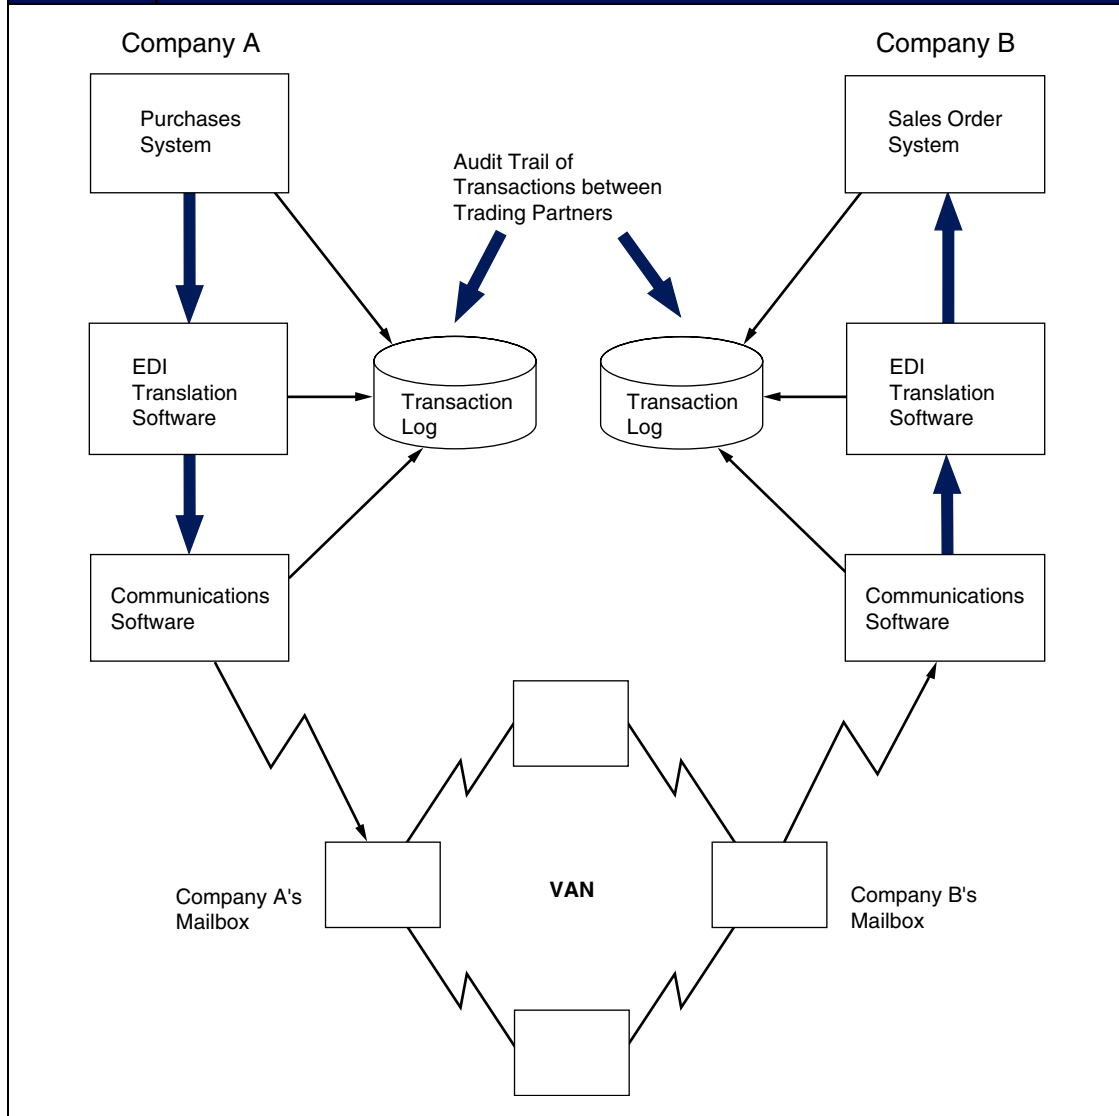 Company A
Company B
Purchases
System
Sales Order
System
Audit Trail of
Transactions between
Trading Partners
EDI
Translation
Software
Transaction
Log
Transaction
Log
EDI
Translation
Software
Communications
Software
Communications
Software
Company A's
Mailbox
VAN
Company B's
Mailbox